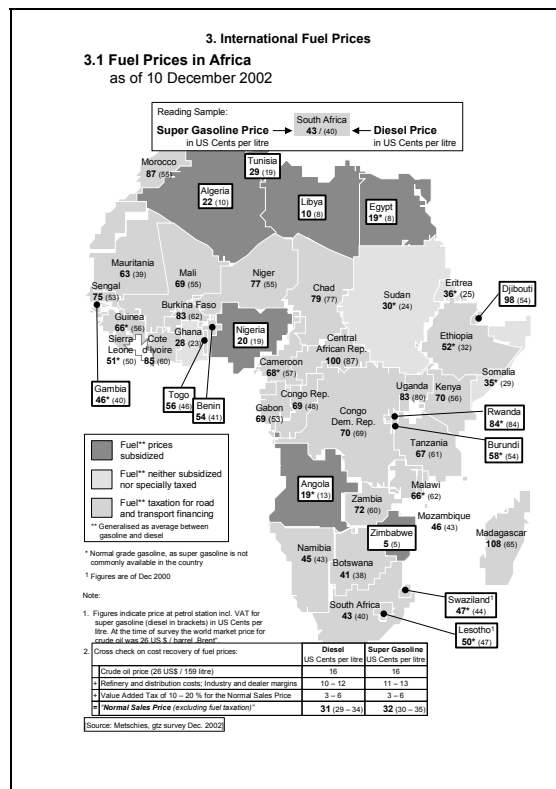 3. International Fuel Prices
3.1 Fuel Prices in Africa
as of 10 December 2002
Reading Sample:
Super Gasoline Price
in US Cents per litre
South Africa
43 / (40)
Diesel Price
in US Cents per litre
Morocco
87 (55)
Tunisia
29 (19)
Algeria
22 (10)
Libya
10 (8)
Egypt
19* (8)
Mauritania
63 (39)
Mali
69 (55)
Niger
77 (55)
Chad
79 (77)
Sudan
30* (24)
Eritrea
36* (25)
Djibouti
98 (54)
Sengal
75 (53)
Burkina Faso
83 (62)
Guinea
66* (56)
Sierra
Leone
51* (50)
Cote
d'Ivoire
85 (60)
Ghana
28 (23)
Nigeria
20 (19)
Central
African Rep.
100 (87)
Ethiopia
52* (32)
Cameroon
68* (57)
Somalia
35* (29)
Gambia
46* (40)
Togo
56 (46)
Benin
54 (41)
Gabon
69 (53)
Congo Rep.
69 (48)
Congo
Dem. Rep.
70 (69)
Uganda
83 (80)
Kenya
70 (56)
Rwanda
84* (84)
Burundi
58* (54)
Tanzania
67 (61)
Angola
19* (13)
Malawi
66* (62)
Zambia
72 (60)
Mozambique
46 (43)
Zimbabwe
5 (5)
Madagascar
108 (65)
Namibia
45 (43)
Botswana
41 (38)
South Africa
43 (40)
Swaziland¹
47* (44)
Lesotho¹
50* (47)
Fuel** prices
subsidized
Fuel** neither subsidized
nor specially taxed
Fuel** taxation for road
and transport financing
** Generalised as average between
gasoline and diesel
* Normal grade gasoline, as super gasoline is not
commonly available in the country
¹ Figures are of Dec 2000
Note:
1. Figures indicate price at petrol station incl. VAT for
super gasoline (diesel in brackets) in US Cents per
litre. At the time of survey the world market price for
crude oil was 26 US $ / barrel „Brent“.
2. Cross check on cost recovery of fuel prices:
Diesel
US Cents per litre
Super Gasoline
US Cents per litre
Crude oil price (26 US$ / 159 litre) 16 16
+ Refinery and distribution costs; Industry and dealer margins 10 – 12 11 – 13
+ Value Added Tax of 10 – 20 % for the Normal Sales Price 3 – 6 3 – 6
= "Normal Sales Price (excluding fuel taxation)" 31 (29 – 34) 32 (30 – 35)
[Source: Metschies, gtz survey Dec. 2002]